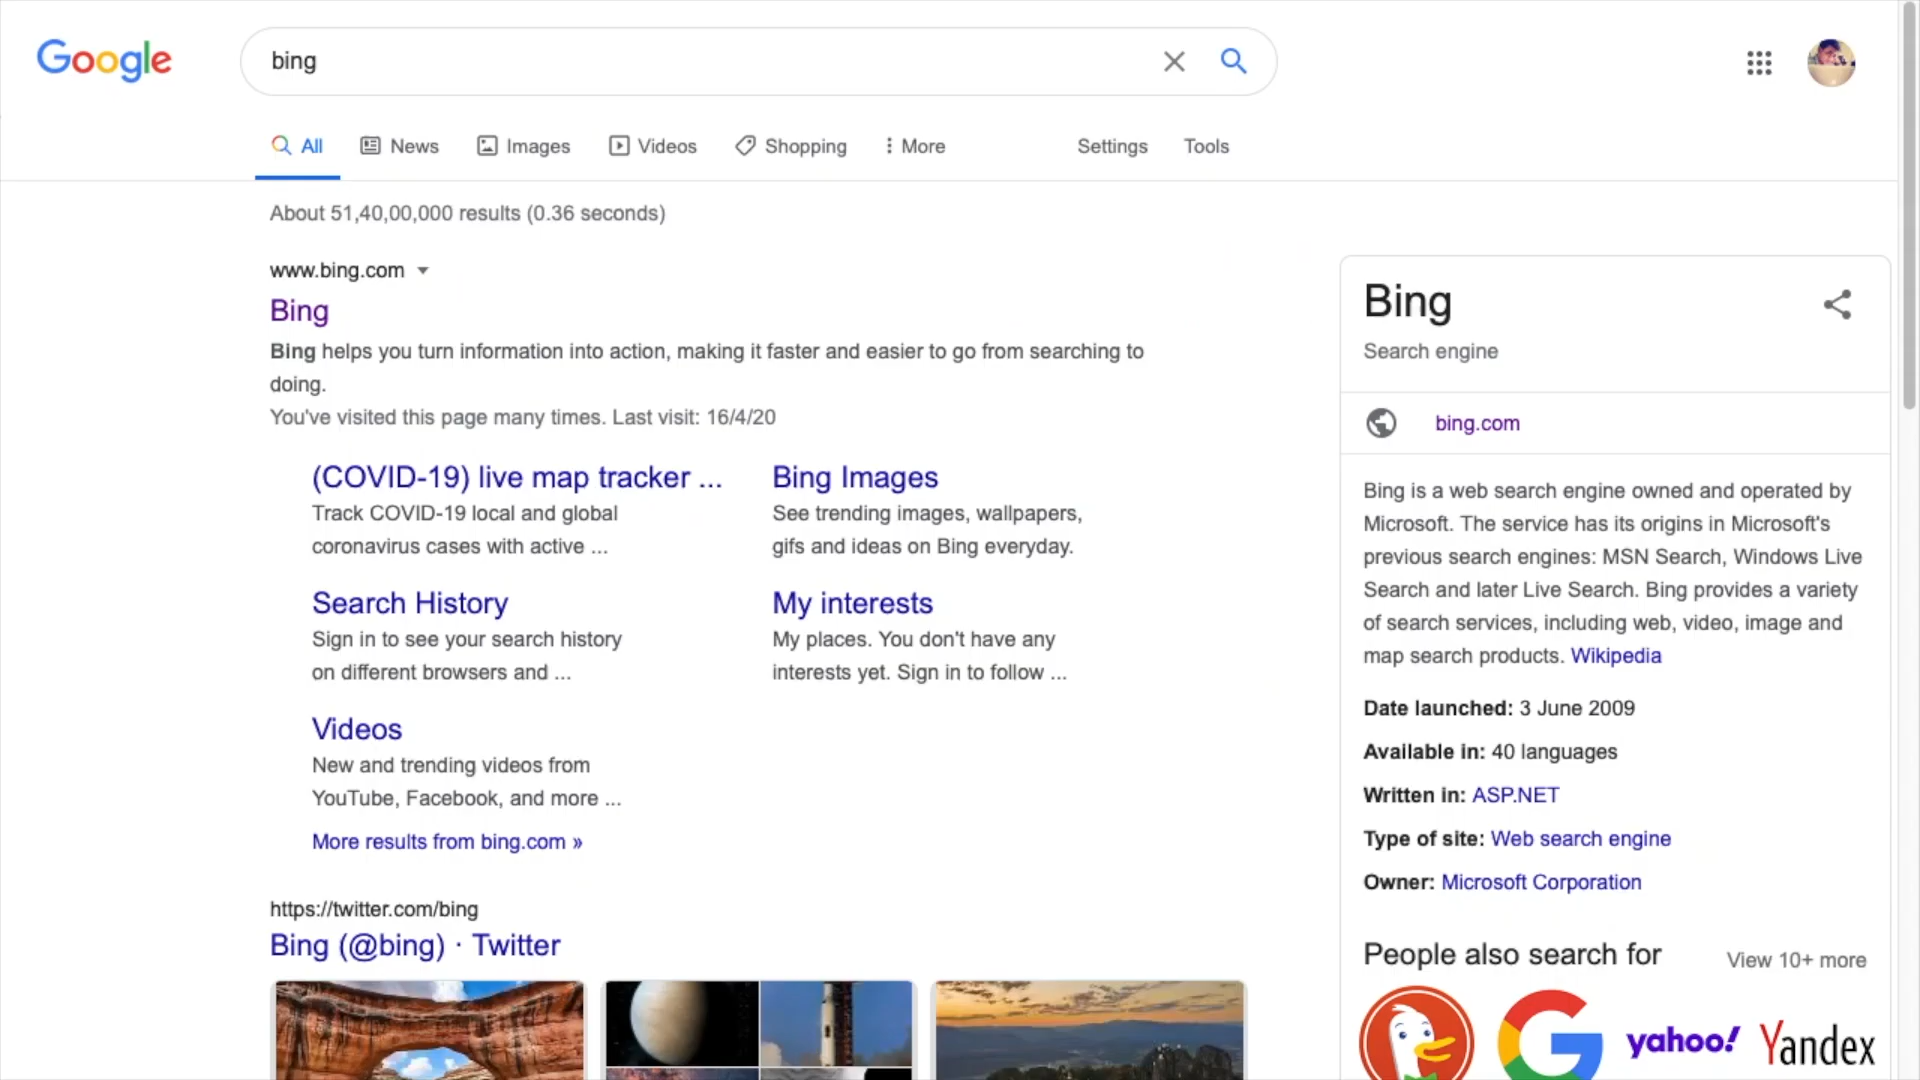 Google
bing
All
News
Images
Videos
Shopping
More
Settings
Tools
About 51,40,00,000 results (0.36 seconds)
www.bing.com
Bing
Bing helps you turn information into action, making it faster and easier to go from searching to
doing.
You've visited this page many times. Last visit: 16/4/20
(COVID-19) live map tracker ...
Track COVID-19 local and global
coronavirus cases with active ...
Bing Images
See trending images, wallpapers,
gifs and ideas on Bing everyday.
Search History
Sign in to see your search history
on different browsers and ...
My interests
My places. You don't have any
interests yet. Sign in to follow ...
Videos
New and trending videos from
YouTube, Facebook, and more ...
More results from bing.com »
https://twitter.com/bing
Bing (@bing) · Twitter
Bing
Search engine
bing.com
Bing is a web search engine owned and operated by
Microsoft. The service has its origins in Microsoft's
previous search engines: MSN Search, Windows Live
Search and later Live Search. Bing provides a variety
of search services, including web, video, image and
map search products. Wikipedia
Date launched: 3 June 2009
Available in: 40 languages
Written in: ASP.NET
Type of site: Web search engine
Owner: Microsoft Corporation
People also search for
View 10+ more
G
yahoo!
Yandex